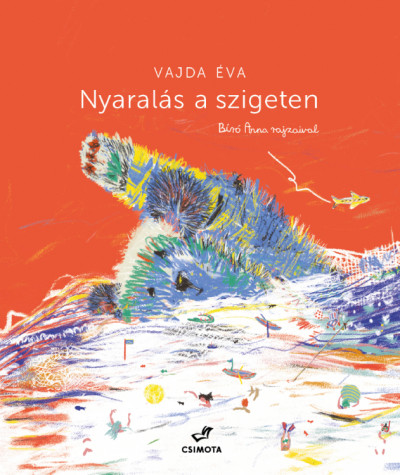 VAJDA ÉVA
Nyaralás a szigeten
Bíró Anna rajzaival
CSIMOTA